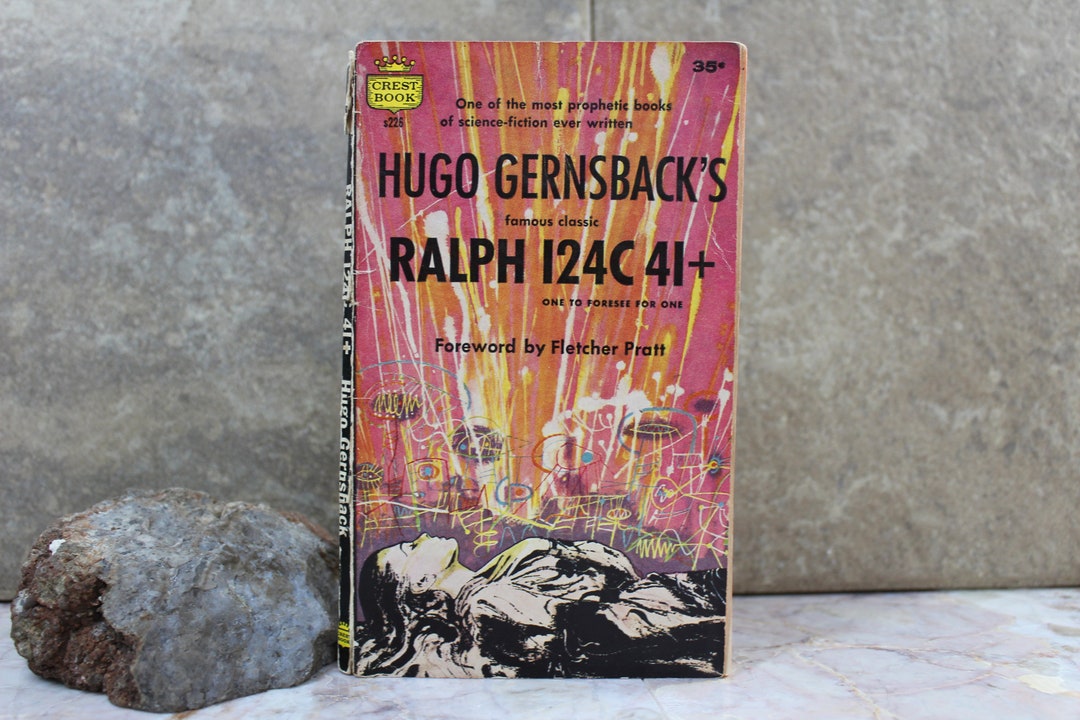 CREST
BOOK
s226
35¢
One of the most prophetic books
of science-fiction ever written
HUGO GERNSBACK'S
famous classic
RALPH 124C 41+
ONE TO FORESEE FOR ONE
Foreword by Fletcher Pratt
RALPH 124C 41+ Hugo Gernsback